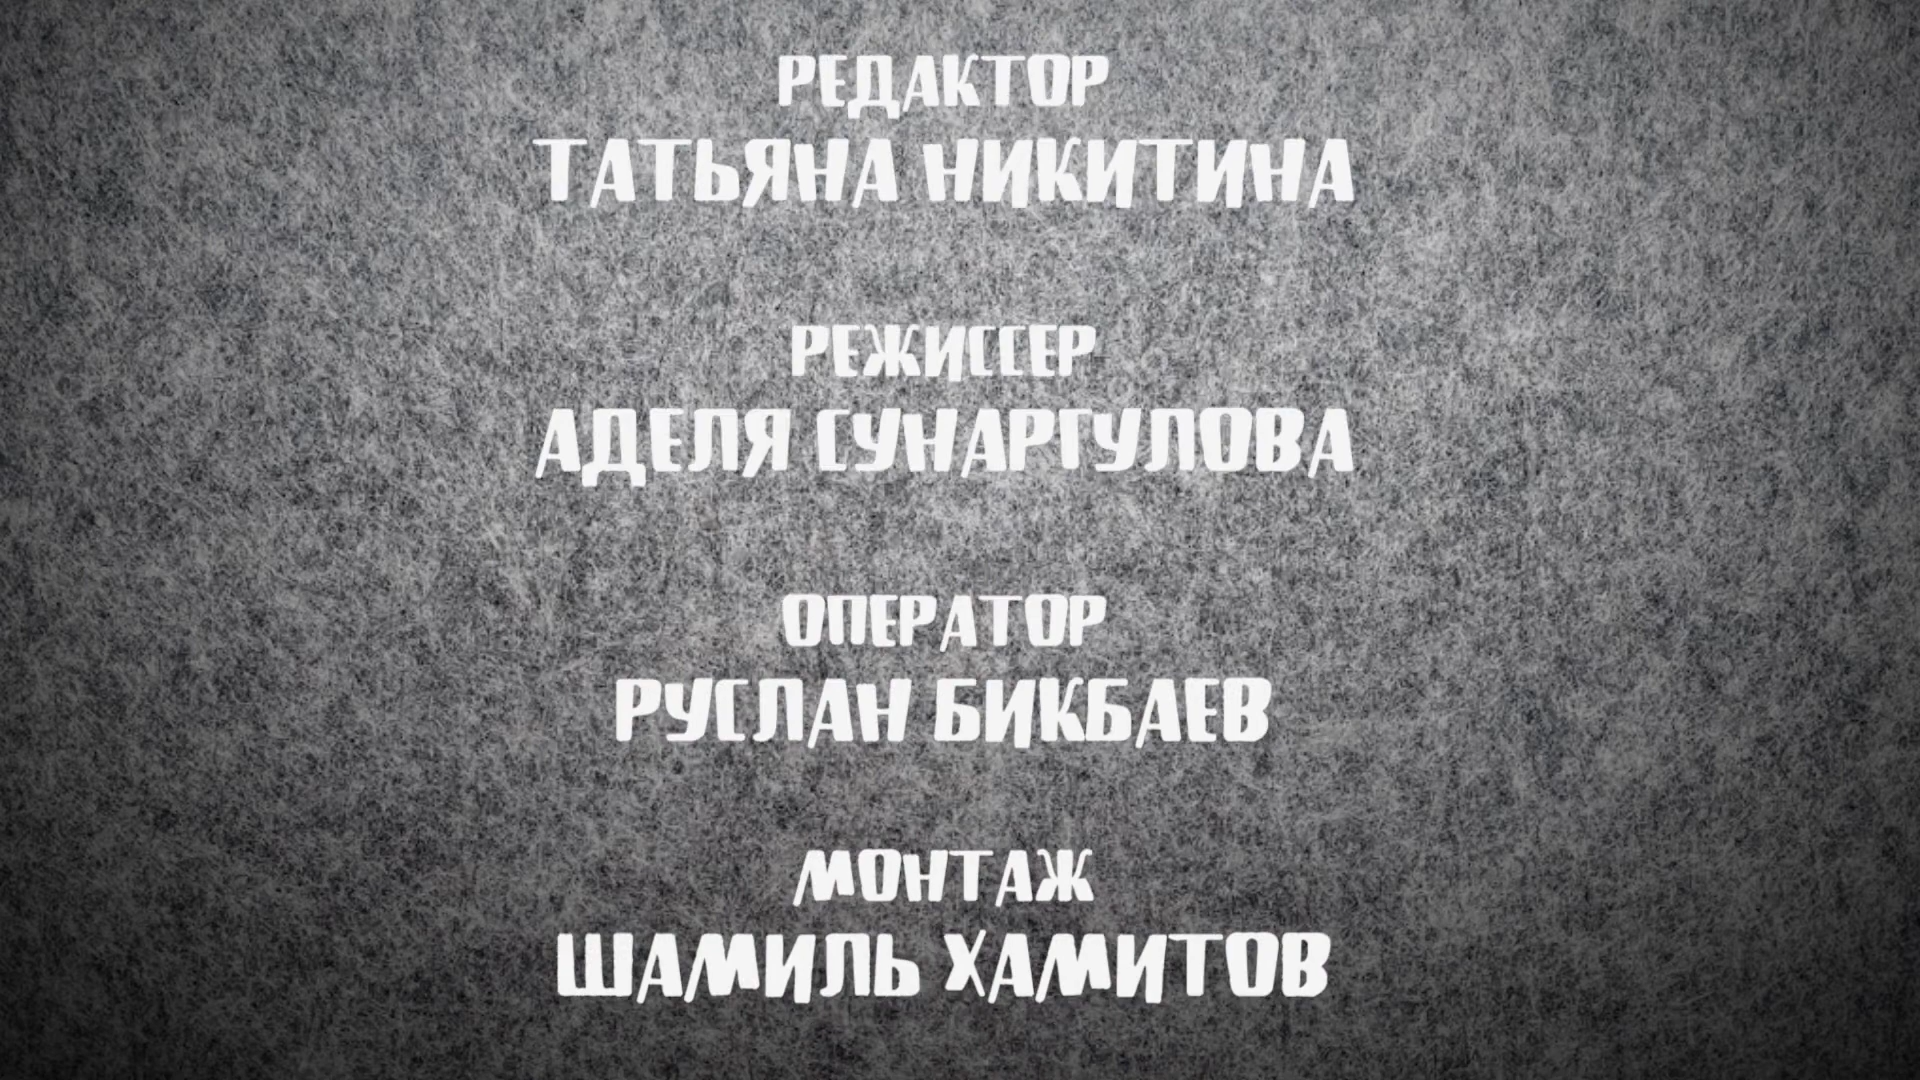 РЕДАКТОР
ТАТЬЯНА НИКИТИНА
РЕЖИССЕР
АДЕЛЯ СУНАРГУЛОВА
ОПЕРАТОР
РУСЛАН БИКБАЕВ
МОНТАЖ
ШАМИЛЬ ХАМИТОВ